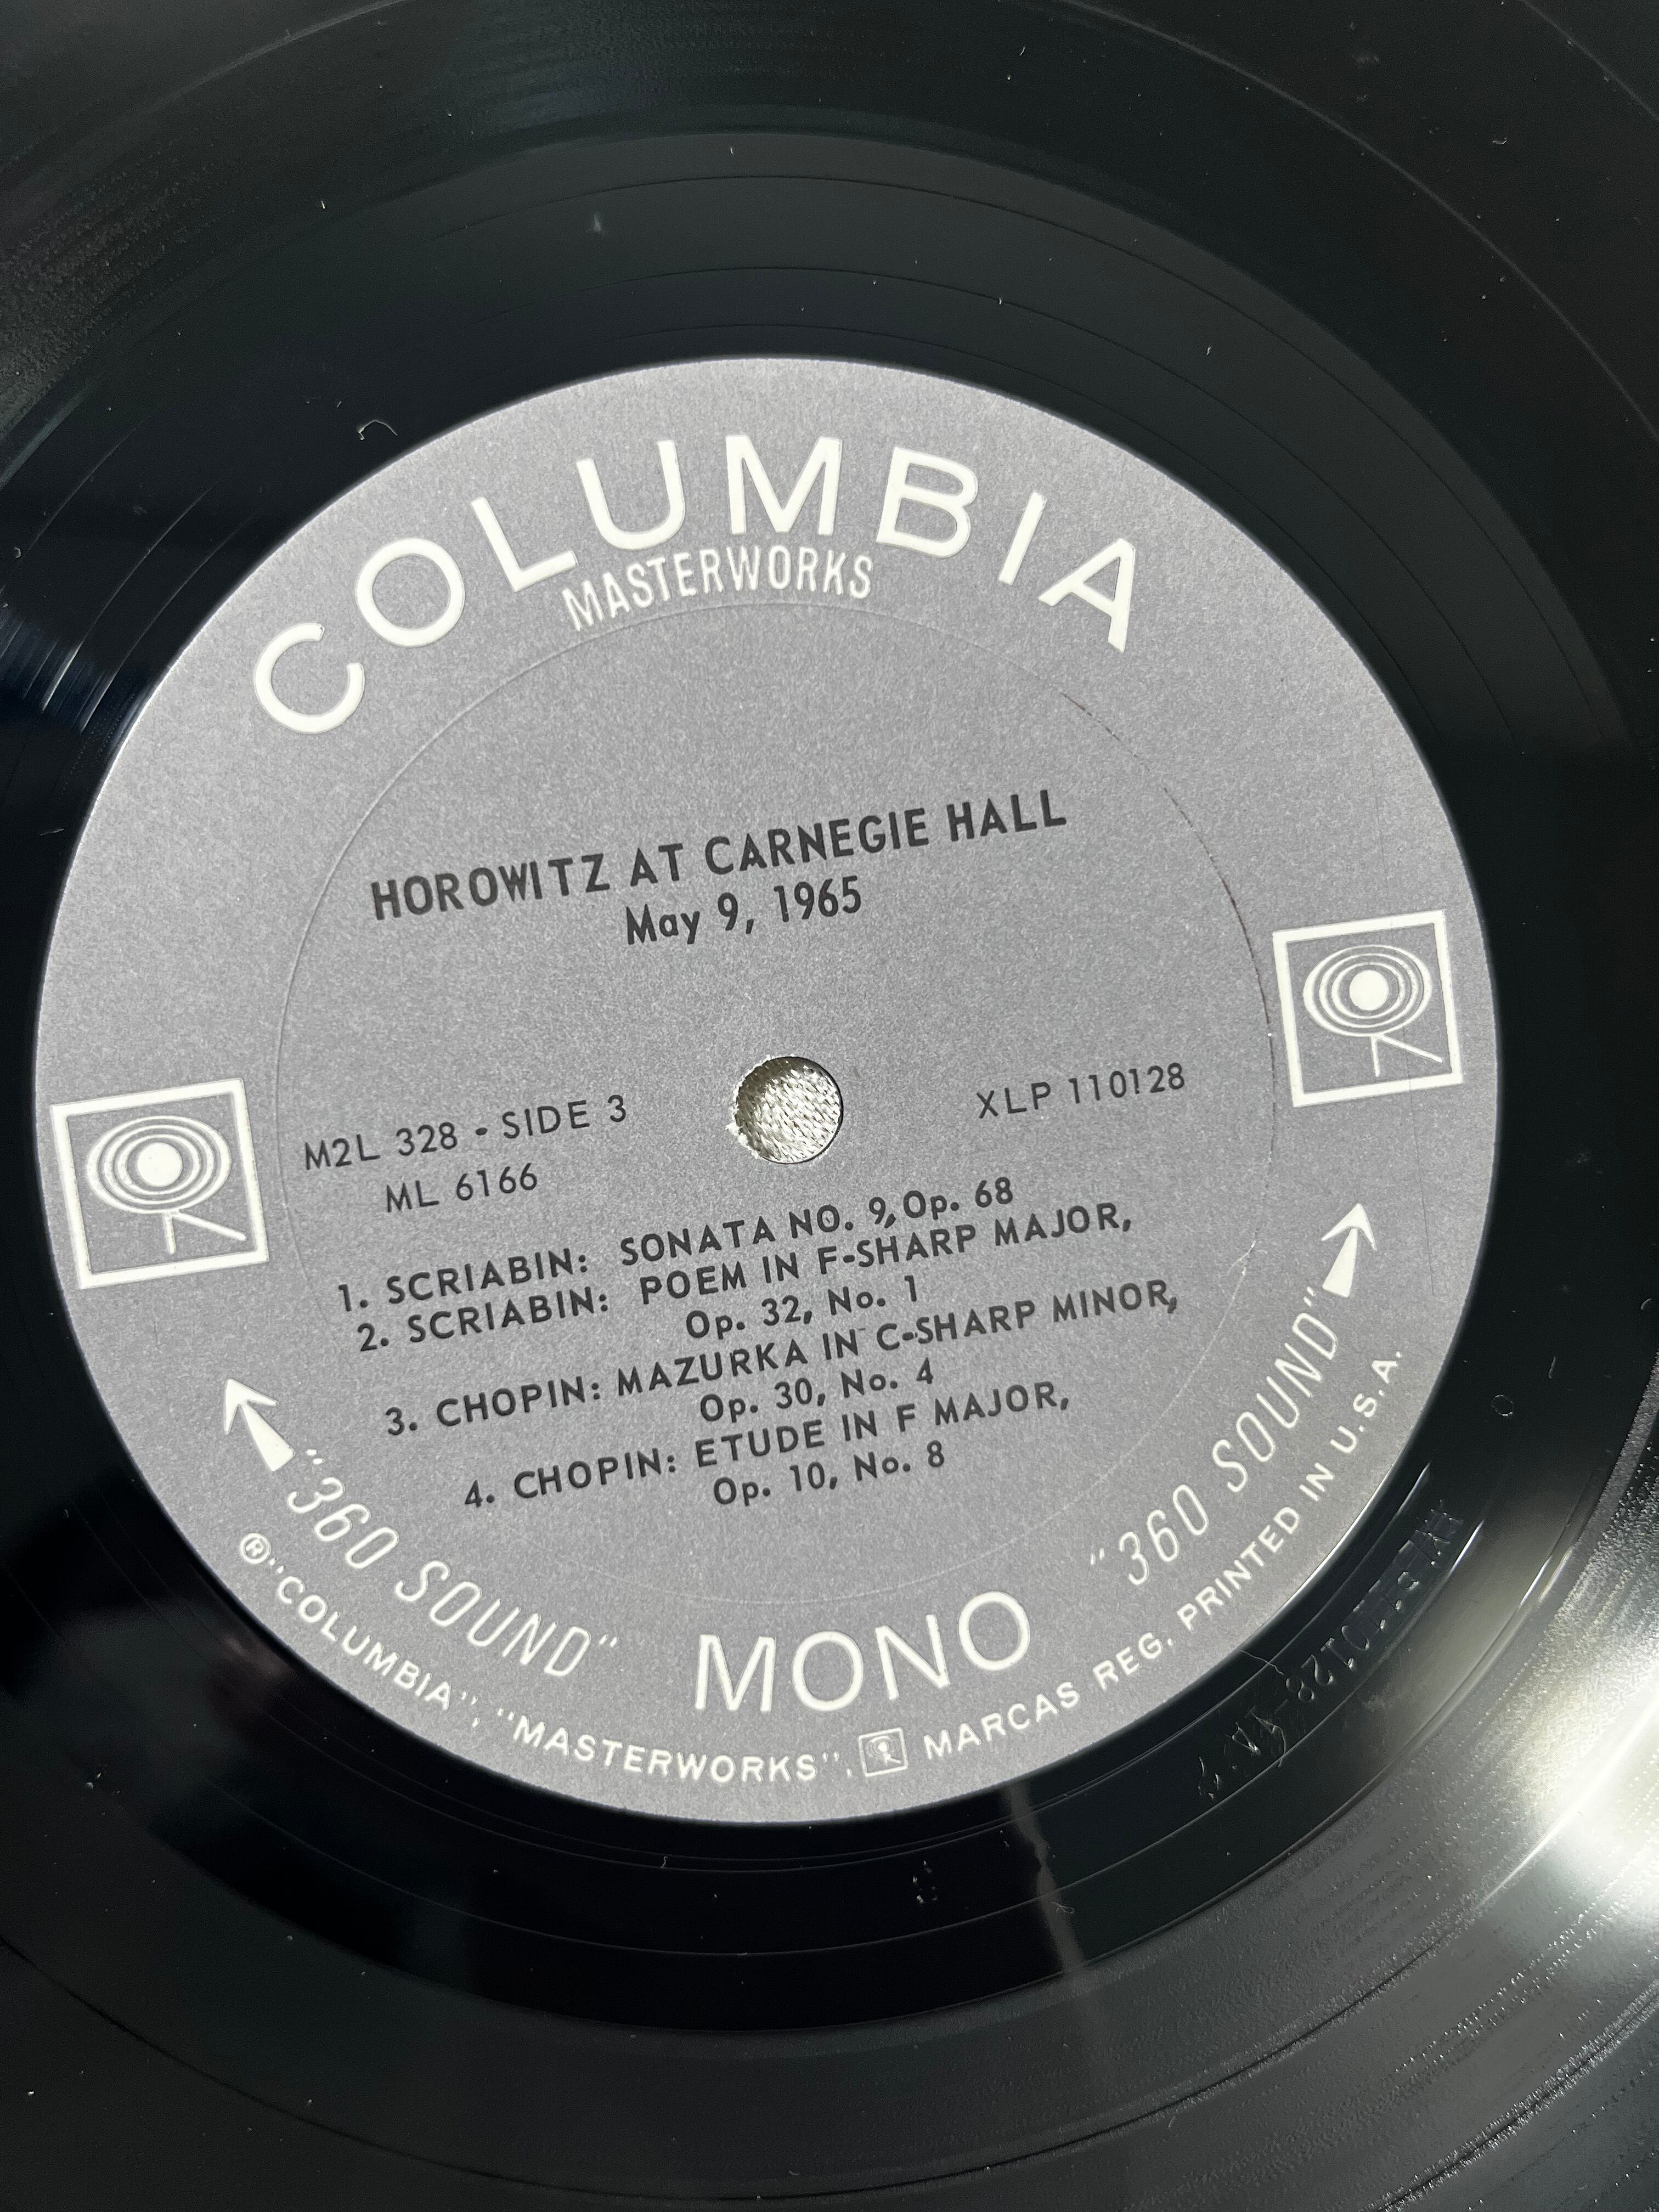 COLUMBIA
MASTERWORKS
HOROWITZ AT CARNEGIE HALL
May 9, 1965
M2L 328 - SIDE 3
XLP 110128
ML 6166
1. SCRIABIN: SONATA NO. 9, Op. 68
2. SCRIABIN: POEM IN F-SHARP MAJOR,
Op. 32, No. 1
3. CHOPIN: MAZURKA IN C-SHARP MINOR,
Op. 30, No. 4
4. CHOPIN: ETUDE IN F MAJOR,
Op. 10, No. 8
"360 SOUND"
MONO
"360 SOUND"
® "COLUMBIA", "MASTERWORKS", MARCAS REG. PRINTED IN U.S.A.